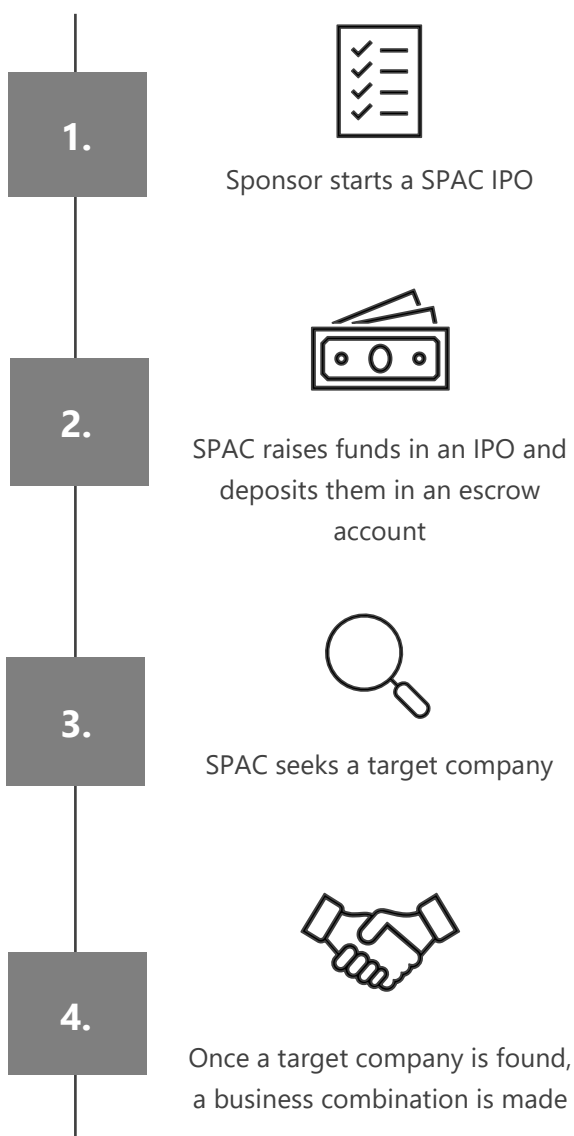 1.
Sponsor starts a SPAC IPO
2.
SPAC raises funds in an IPO and
deposits them in an escrow
account
3.
SPAC seeks a target company
4.
Once a target company is found,
a business combination is made